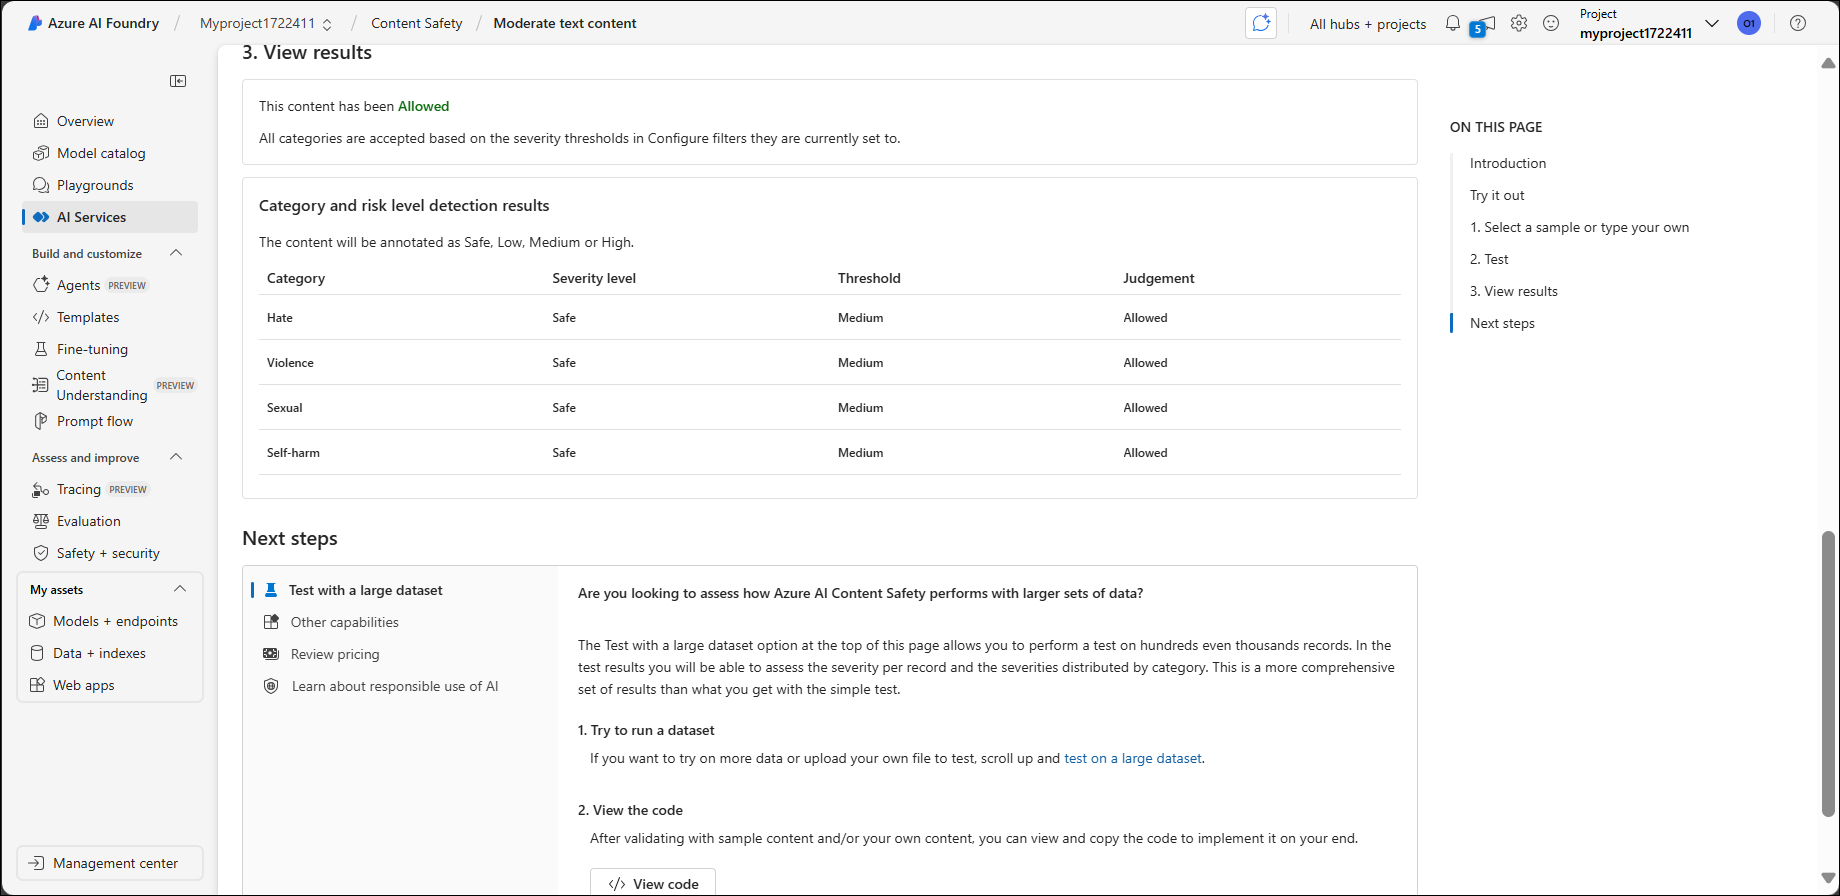 Azure AI Foundry / Myproject1722411 / Content Safety / Moderate text content
All hubs + projects
5
Project
myproject1722411
O1
Overview
Model catalog
Playgrounds
AI Services
Build and customize
Agents PREVIEW
Templates
Fine-tuning
Content
Understanding PREVIEW
Prompt flow
Assess and improve
Tracing PREVIEW
Evaluation
Safety + security
My assets
Models + endpoints
Data + indexes
Web apps
Management center
3. View results
This content has been Allowed
All categories are accepted based on the severity thresholds in Configure filters they are currently set to.
Category and risk level detection results
The content will be annotated as Safe, Low, Medium or High.
Category Severity level Threshold Judgement
Hate Safe Medium Allowed
Violence Safe Medium Allowed
Sexual Safe Medium Allowed
Self-harm Safe Medium Allowed
Next steps
Test with a large dataset
Other capabilities
Review pricing
Learn about responsible use of AI
Are you looking to assess how Azure AI Content Safety performs with larger sets of data?
The Test with a large dataset option at the top of this page allows you to perform a test on hundreds even thousands records. In the
test results you will be able to assess the severity per record and the severities distributed by category. This is a more comprehensive
set of results than what you get with the simple test.
1. Try to run a dataset
If you want to try on more data or upload your own file to test, scroll up and test on a large dataset.
2. View the code
After validating with sample content and/or your own content, you can view and copy the code to implement it on your end.
</> View code
ON THIS PAGE
Introduction
Try it out
1. Select a sample or type your own
2. Test
3. View results
Next steps